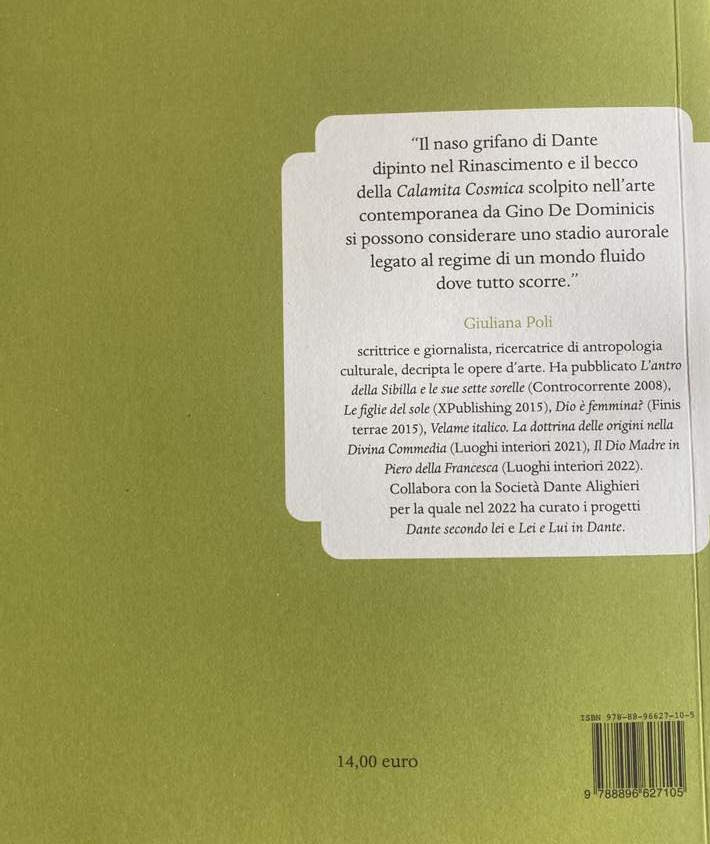 “Il naso grifano di Dante
dipinto nel Rinascimento e il becco
della Calamita Cosmica scolpito nell’arte
contemporanea da Gino De Dominicis
si possono considerare uno stadio aurorale
legato al regime di un mondo fluido
dove tutto scorre.”
Giuliana Poli
scrittrice e giornalista, ricercatrice di antropologia
culturale, decripta le opere d’arte. Ha pubblicato L’antro
della Sibilla e le sue sette sorelle (Controcorrente 2008),
Le figlie del sole (XPublishing 2015), Dio è femmina? (Finis
terrae 2015), Velame italico. La dottrina delle origini nella
Divina Commedia (Luoghi interiori 2021), Il Dio Madre in
Piero della Francesca (Luoghi interiori 2022).
Collabora con la Società Dante Alighieri
per la quale nel 2022 ha curato i progetti
Dante secondo lei e Lei e Lui in Dante.
ISBN 978-88-96627-10-5
14,00 euro
9 788896 627105